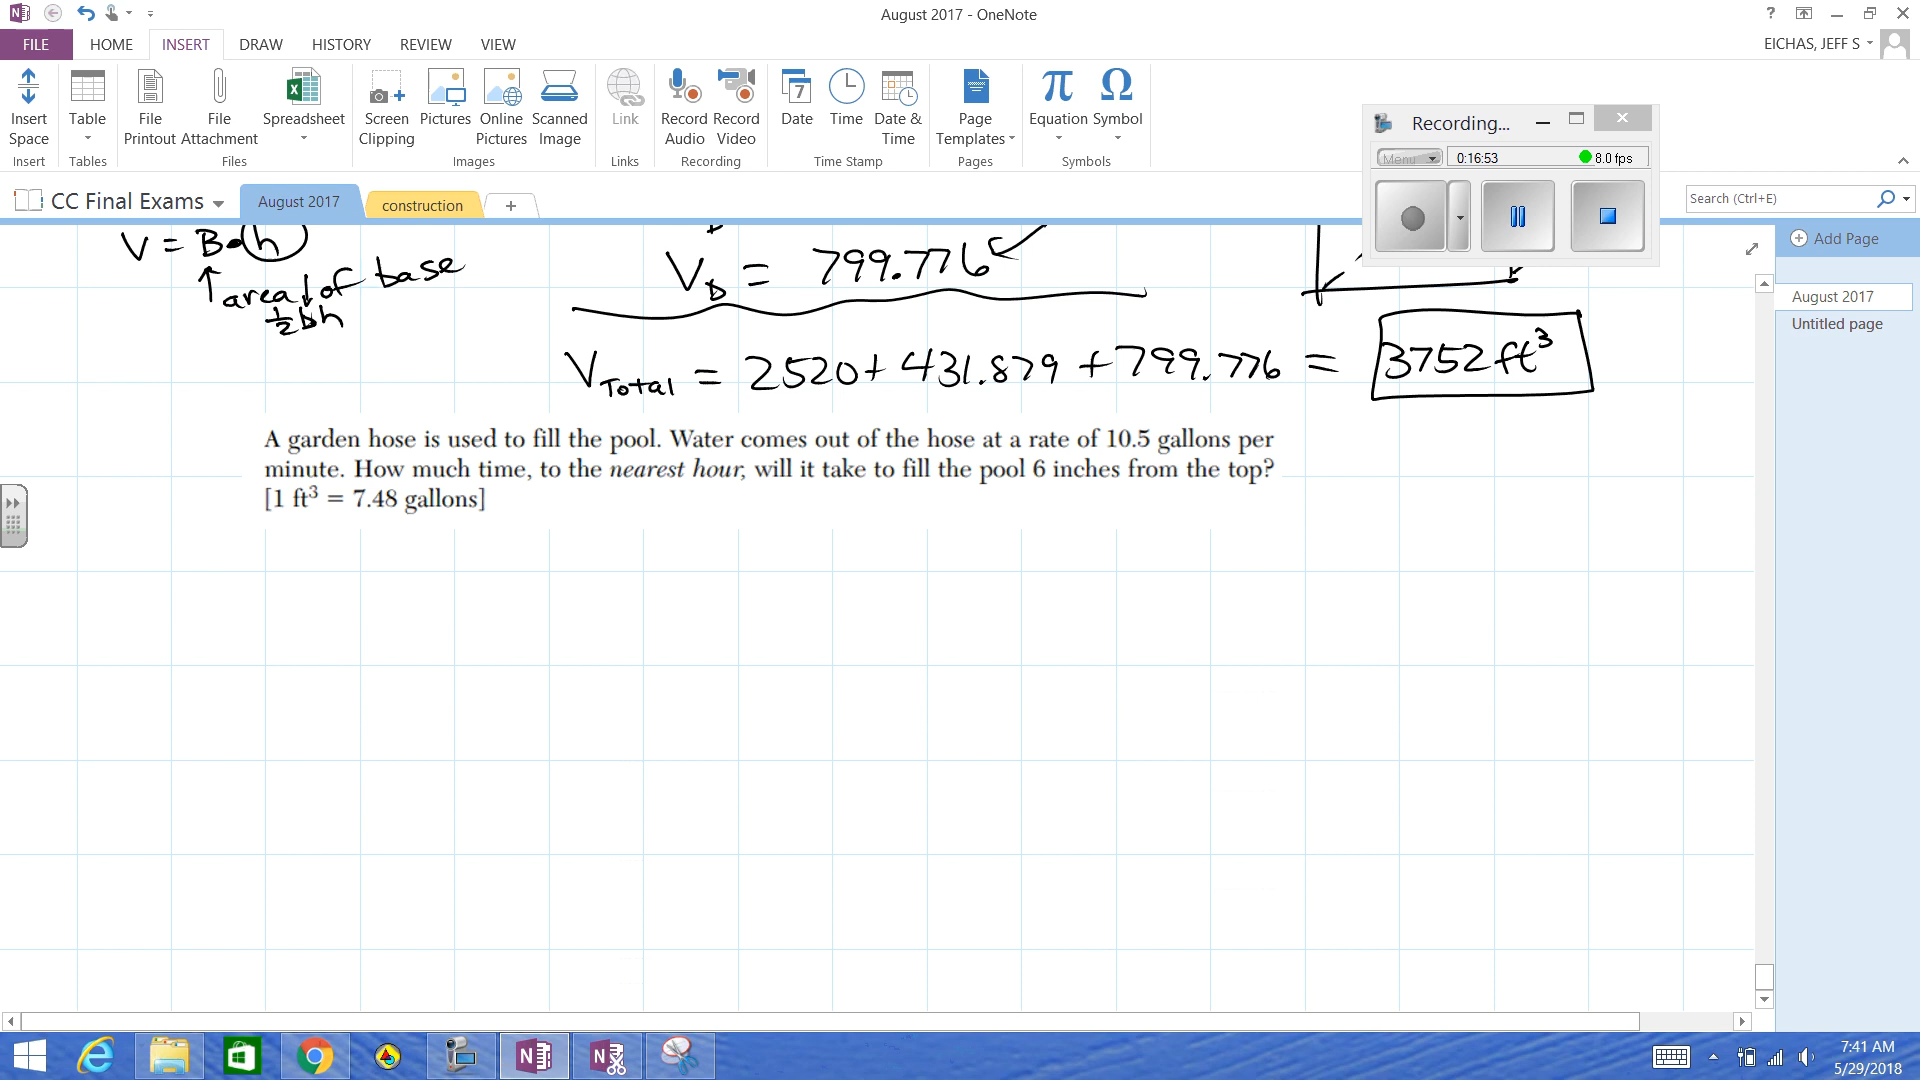 August 2017 - OneNote
?
FILE HOME INSERT DRAW HISTORY REVIEW VIEW
EICHAS, JEFF S
Insert Space
Table
File Printout
File Attachment
Spreadsheet
Screen Clipping
Pictures
Online Pictures
Scanned Image
Link
Record Audio
Record Video
Date
Time
Date & Time
Page Templates
Equation
Symbol
Insert Tables Files Images Links Recording Time Stamp Pages Symbols
Recording...
Menu 0:16:53 8.0 fps
CC Final Exams August 2017 construction +
Search (Ctrl+E)
Add Page
August 2017
Untitled page
V = B•h
area of base
1/2 bh
V_D = 799.776
V_Total = 2520 + 431.879 + 799.776 = 3752 ft³
A garden hose is used to fill the pool. Water comes out of the hose at a rate of 10.5 gallons per
minute. How much time, to the nearest hour, will it take to fill the pool 6 inches from the top?
[1 ft³ = 7.48 gallons]
7:41 AM
5/29/2018